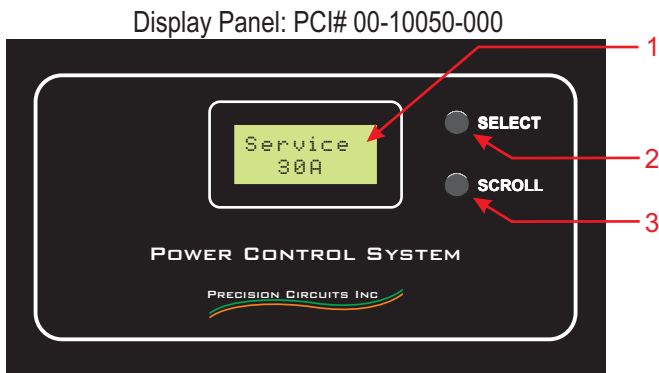 Display Panel: PCI# 00-10050-000
1
Service
30A
SELECT
2
SCROLL
3
POWER CONTROL SYSTEM
PRECISION CIRCUITS INC